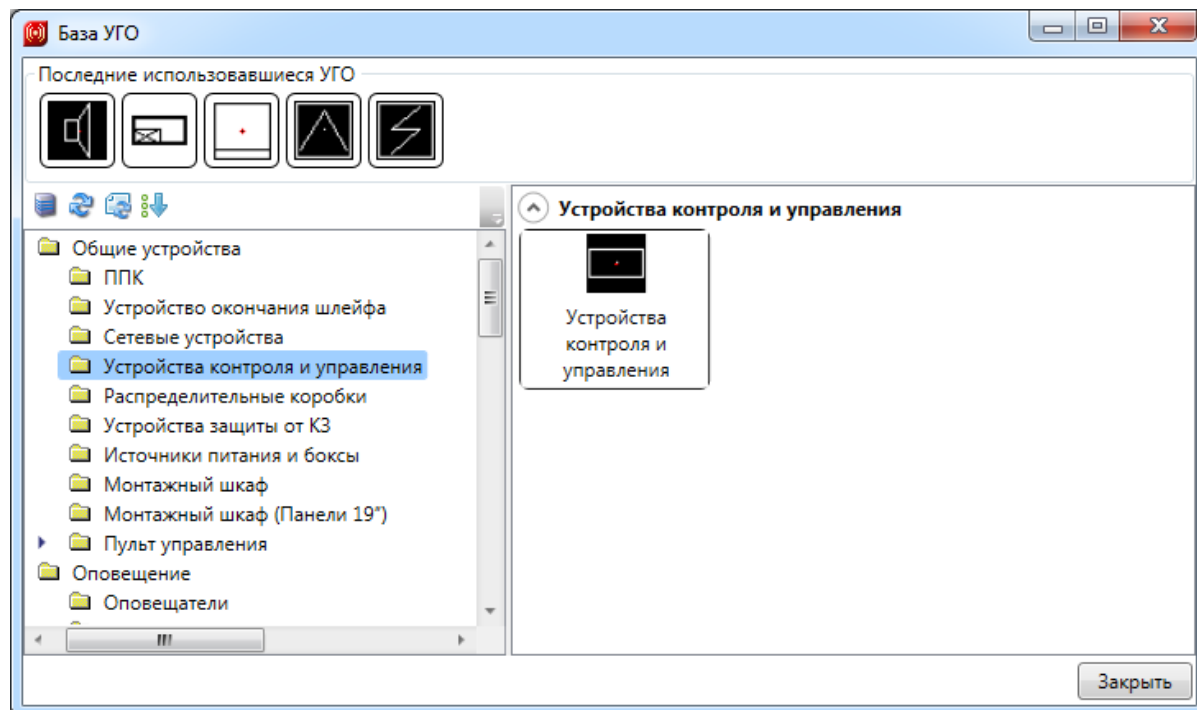 База УГО
Последние использовавшиеся УГО
Устройства контроля и управления
Общие устройства
ППК
Устройство окончания шлейфа
Сетевые устройства
Устройства контроля и управления
Распределительные коробки
Устройства защиты от КЗ
Источники питания и боксы
Монтажный шкаф
Монтажный шкаф (Панели 19")
Пульт управления
Оповещение
Оповещатели
Устройства
контроля и
управления
Закрыть